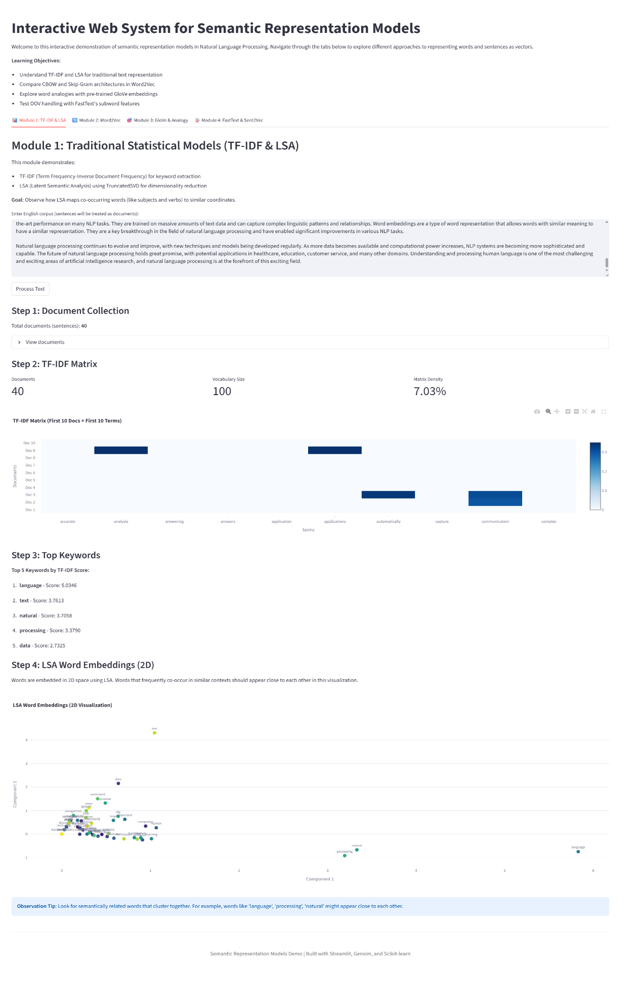 Interactive Web System for Semantic Representation Models
Welcome to this interactive demonstration of semantic representation models in Natural Language Processing. Navigate through the tabs below to explore different approaches to representing words and sentences as vectors.
Learning Objectives:
• Understand TF-IDF and LSA for traditional text representation
• Compare CBOW and Skip-Gram architectures in Word2Vec
• Explore word analogies with pre-trained GloVe embeddings
• Test OOV handling with FastText's subword features
Module 1: TF-IDF & LSA Module 2: Word2Vec Module 3: GloVe & Analogy Module 4: FastText & Sent2Vec
Module 1: Traditional Statistical Models (TF-IDF & LSA)
This module demonstrates:
• TF-IDF (Term Frequency-Inverse Document Frequency) for keyword extraction
• LSA (Latent Semantic Analysis) using TruncatedSVD for dimensionality reduction
Goal: Observe how LSA maps co-occurring words (like subjects and verbs) to similar coordinates.
Enter English corpus (sentences will be treated as documents):
the-art performance on many NLP tasks. They are trained on massive amounts of text data and can capture complex linguistic patterns and relationships. Word embeddings are a type of word representation that allows words with similar meaning to
have a similar representation. They are a key breakthrough in the field of natural language processing and have enabled significant improvements in various NLP tasks.
Natural language processing continues to evolve and improve, with new techniques and models being developed regularly. As more data becomes available and computational power increases, NLP systems are becoming more sophisticated and
capable. The future of natural language processing holds great promise, with potential applications in healthcare, education, customer service, and many other domains. Understanding and processing human language is one of the most challenging
and exciting areas of artificial intelligence research, and natural language processing is at the forefront of this exciting field.
Process Text
Step 1: Document Collection
Total documents (sentences): 40
View documents
Step 2: TF-IDF Matrix
Documents Vocabulary Size Matrix Density
40 100 7.03%
TF-IDF Matrix (First 10 Docs × First 10 Terms)
Doc 10
Doc 9
Doc 8
Doc 7
Doc 6
Doc 5
Doc 4
Doc 3
Doc 2
Doc 1
Documents
0.3
0.2
0.1
0
accurate analysis answering answers application applications automatically capture communication complex
Terms
Step 3: Top Keywords
Top 5 Keywords by TF-IDF Score:
1. language - Score: 5.0346
2. text - Score: 3.7613
3. natural - Score: 3.7058
4. processing - Score: 3.3790
5. data - Score: 2.7325
Step 4: LSA Word Embeddings (2D)
Words are embedded in 2D space using LSA. Words that frequently co-occur in similar contexts should appear close to each other in this visualization.
LSA Word Embeddings (2D Visualization)
text
4
3
2
1
0
−1
Component 2
data
sentiment
process
voice
speech
recognition
task
nlp
computers
human
natural
processing
language
0 1 2 3 4 5 6
Component 1
Observation Tip: Look for semantically related words that cluster together. For example, words like 'language', 'processing', 'natural' might appear close to each other.
Semantic Representation Models Demo | Built with Streamlit, Gensim, and Scikit-learn